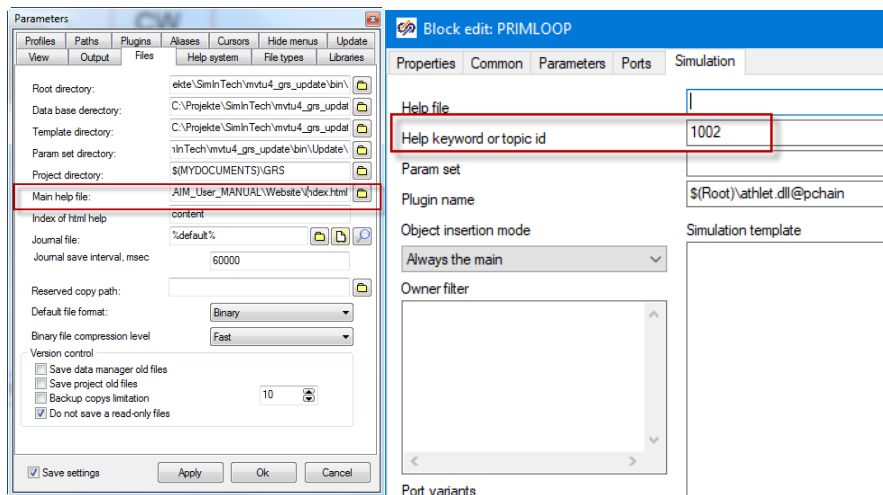 CW
Parameters
Profiles Paths Plugins Aliases Cursors Hide menus Update
View Output Files Help system File types Libraries
Root directory: ekte\SimInTech\mvtu4_grs_update\bin\
Data base derectory: C:\Projekte\SimInTech\mvtu4_grs_updat
Template directory: C:\Projekte\SimInTech\mvtu4_grs_updat
Param set directory: InTech\mvtu4_grs_update\bin\Update\
Project directory: $(MYDOCUMENTS)\GRS
Main help file: AIM_User_MANUAL\Website\index.html
Index of html help content
Journal file: %default%
Journal save interval, msec 60000
Reserved copy path:
Default file format: Binary
Binary file compression level Fast
Version control
Save data manager old files
Save project old files
Backup copys limitation 10
Do not save a read-only files
Save settings Apply Ok Cancel
Block edit: PRIMLOOP
Properties Common Parameters Ports Simulation
Help file
Help keyword or topic id 1002
Param set
Plugin name $(Root)\athlet.dll@pchain
Object insertion mode Simulation template
Always the main
Owner filter
Port variants